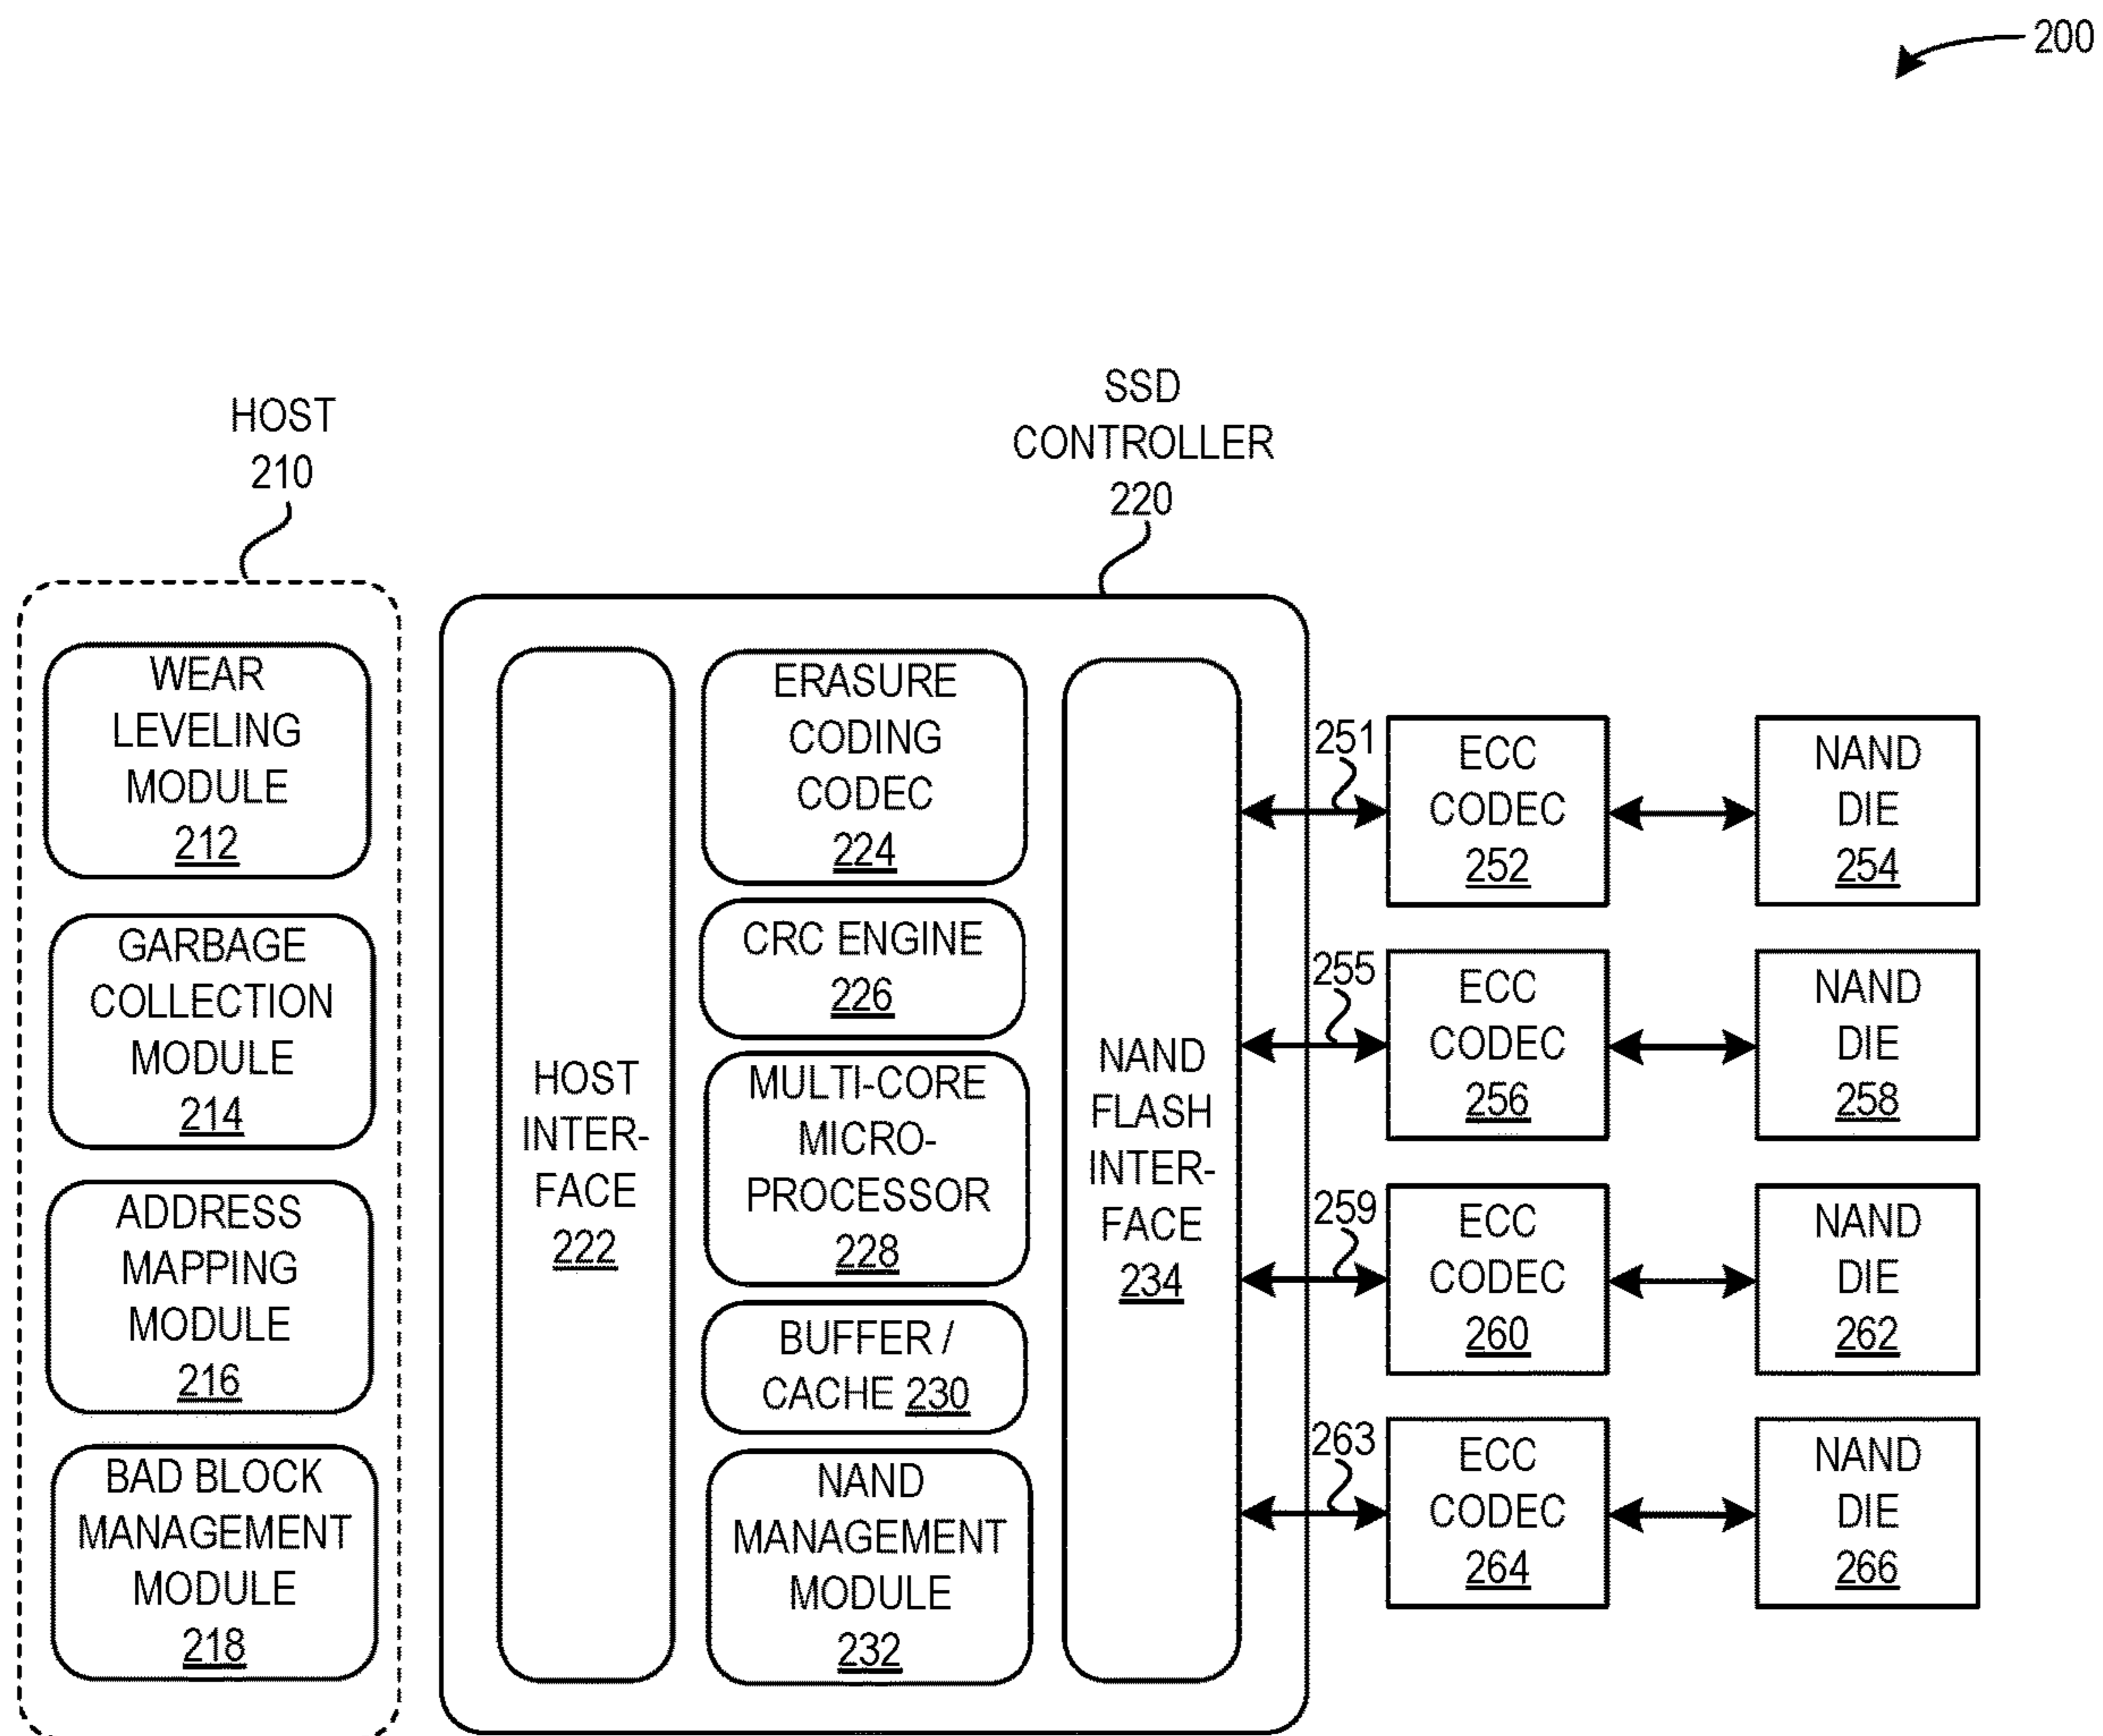 200
HOST
210
SSD
CONTROLLER
220
WEAR
LEVELING
MODULE
212
GARBAGE
COLLECTION
MODULE
214
ADDRESS
MAPPING
MODULE
216
BAD BLOCK
MANAGEMENT
MODULE
218
HOST
INTER-
FACE
222
ERASURE
CODING
CODEC
224
CRC ENGINE
226
MULTI-CORE
MICRO-
PROCESSOR
228
BUFFER /
CACHE 230
NAND
MANAGEMENT
MODULE
232
NAND
FLASH
INTER-
FACE
234
251
ECC
CODEC
252
NAND
DIE
254
255
ECC
CODEC
256
NAND
DIE
258
259
ECC
CODEC
260
NAND
DIE
262
263
ECC
CODEC
264
NAND
DIE
266